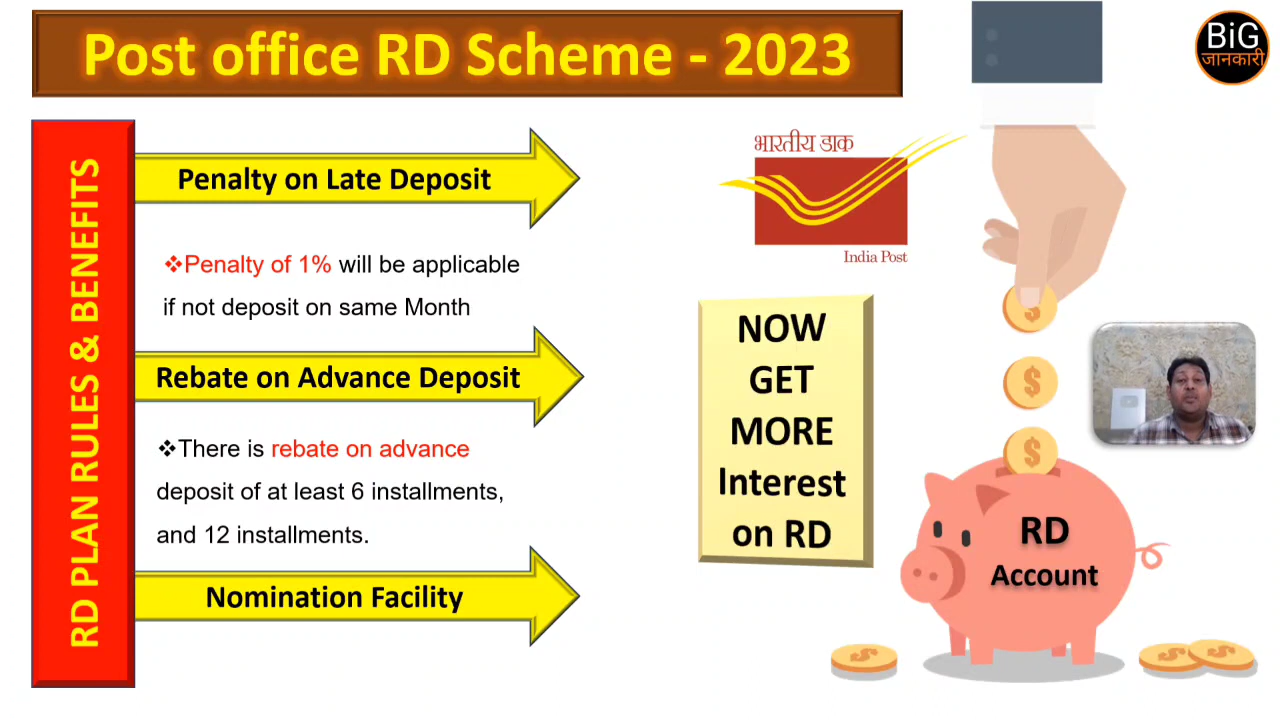 Post office RD Scheme - 2023
BiG
जानकारी
RD PLAN RULES & BENEFITS
Penalty on Late Deposit
❖Penalty of 1% will be applicable
if not deposit on same Month
Rebate on Advance Deposit
❖There is rebate on advance
deposit of at least 6 installments,
and 12 installments.
Nomination Facility
भारतीय डाक
India Post
NOW
GET
MORE
Interest
on RD
$
$
$
RD
Account
$
$
$